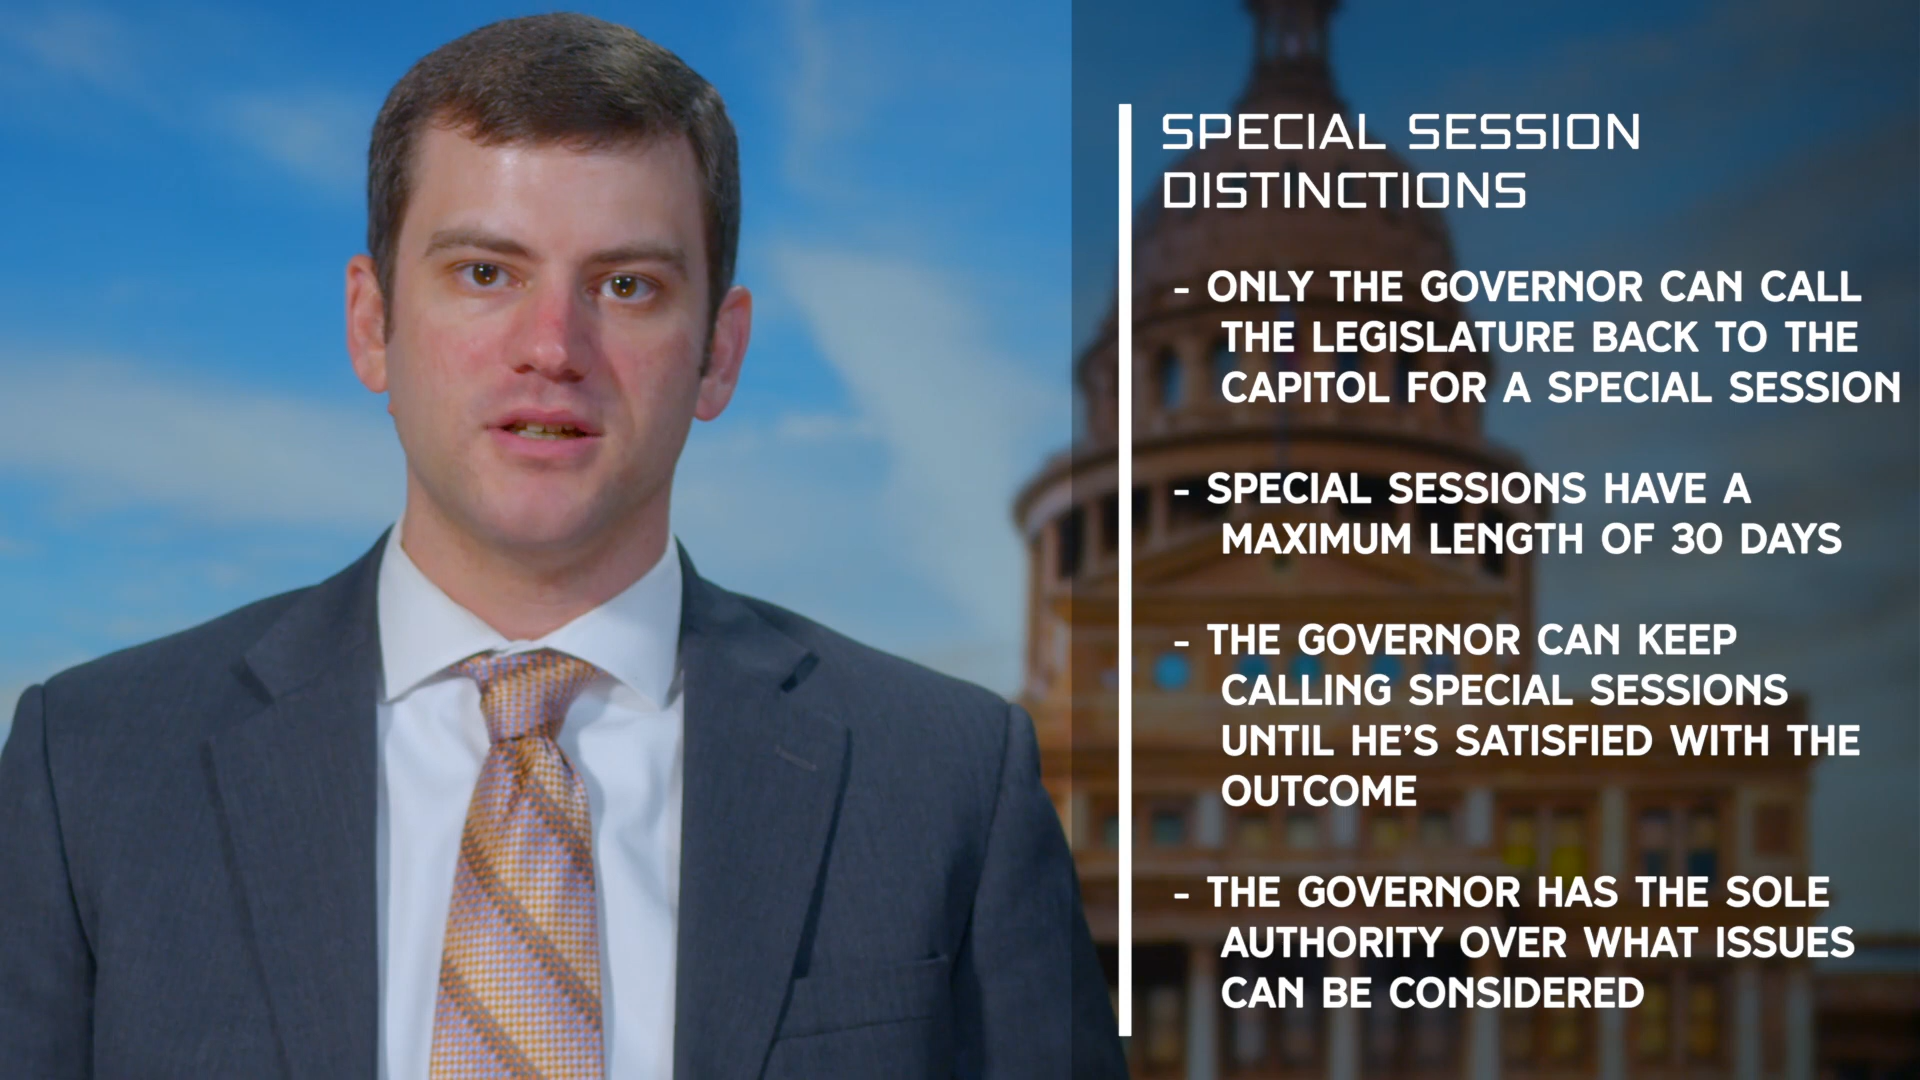 SPECIAL SESSION
DISTINCTIONS
- ONLY THE GOVERNOR CAN CALL
THE LEGISLATURE BACK TO THE
CAPITOL FOR A SPECIAL SESSION
- SPECIAL SESSIONS HAVE A
MAXIMUM LENGTH OF 30 DAYS
- THE GOVERNOR CAN KEEP
CALLING SPECIAL SESSIONS
UNTIL HE'S SATISFIED WITH THE
OUTCOME
- THE GOVERNOR HAS THE SOLE
AUTHORITY OVER WHAT ISSUES
CAN BE CONSIDERED